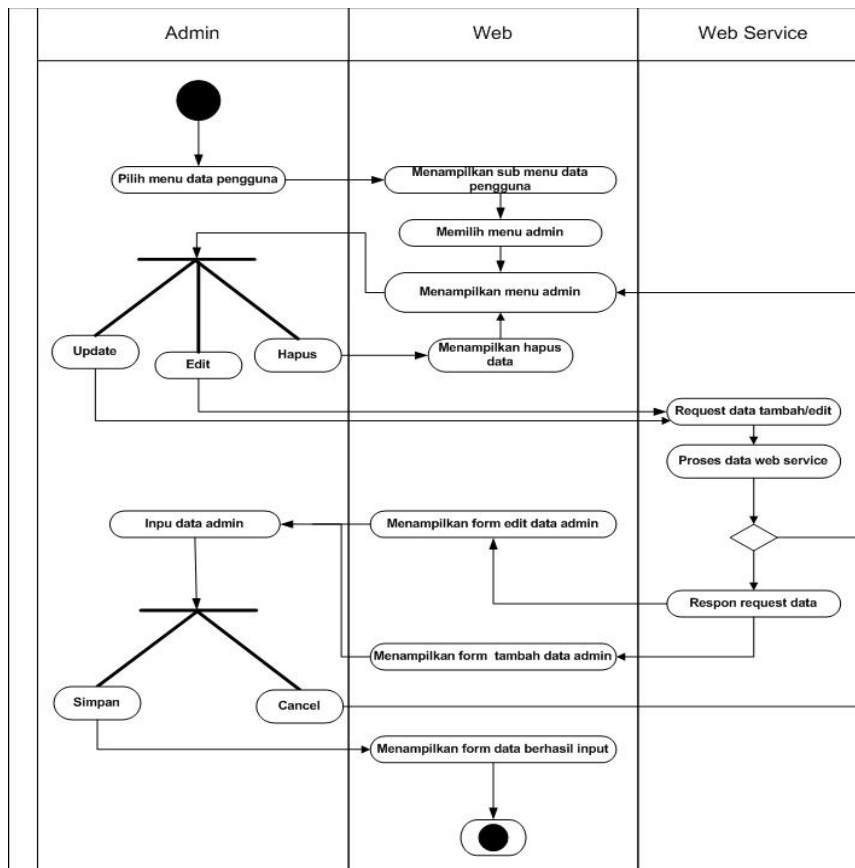 Admin
Web
Web Service
Pilih menu data pengguna
Menampilkan sub menu data
pengguna
Memilih menu admin
Menampilkan menu admin
Update
Edit
Hapus
Menampilkan hapus
data
Request data tambah/edit
Proses data web service
Inpu data admin
Menampilkan form edit data admin
Respon request data
Menampilkan form tambah data admin
Simpan
Cancel
Menampilkan form data berhasil input